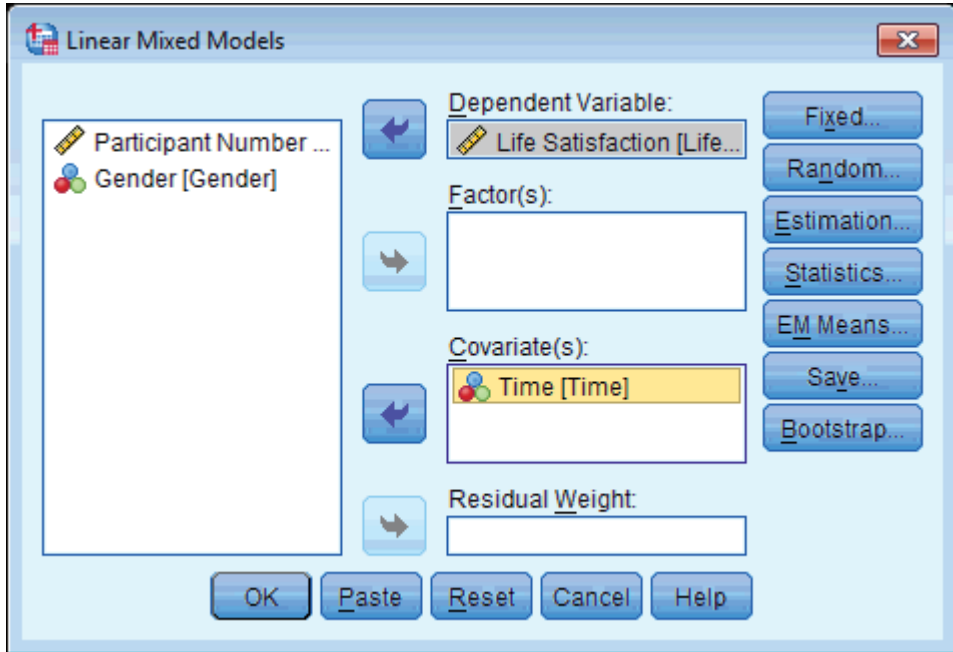 Linear Mixed Models
Participant Number ...
Gender [Gender]
Dependent Variable:
Life Satisfaction [Life...
Factor(s):
Covariate(s):
Time [Time]
Residual Weight:
Fixed...
Random...
Estimation...
Statistics...
EM Means...
Save...
Bootstrap...
OK
Paste
Reset
Cancel
Help